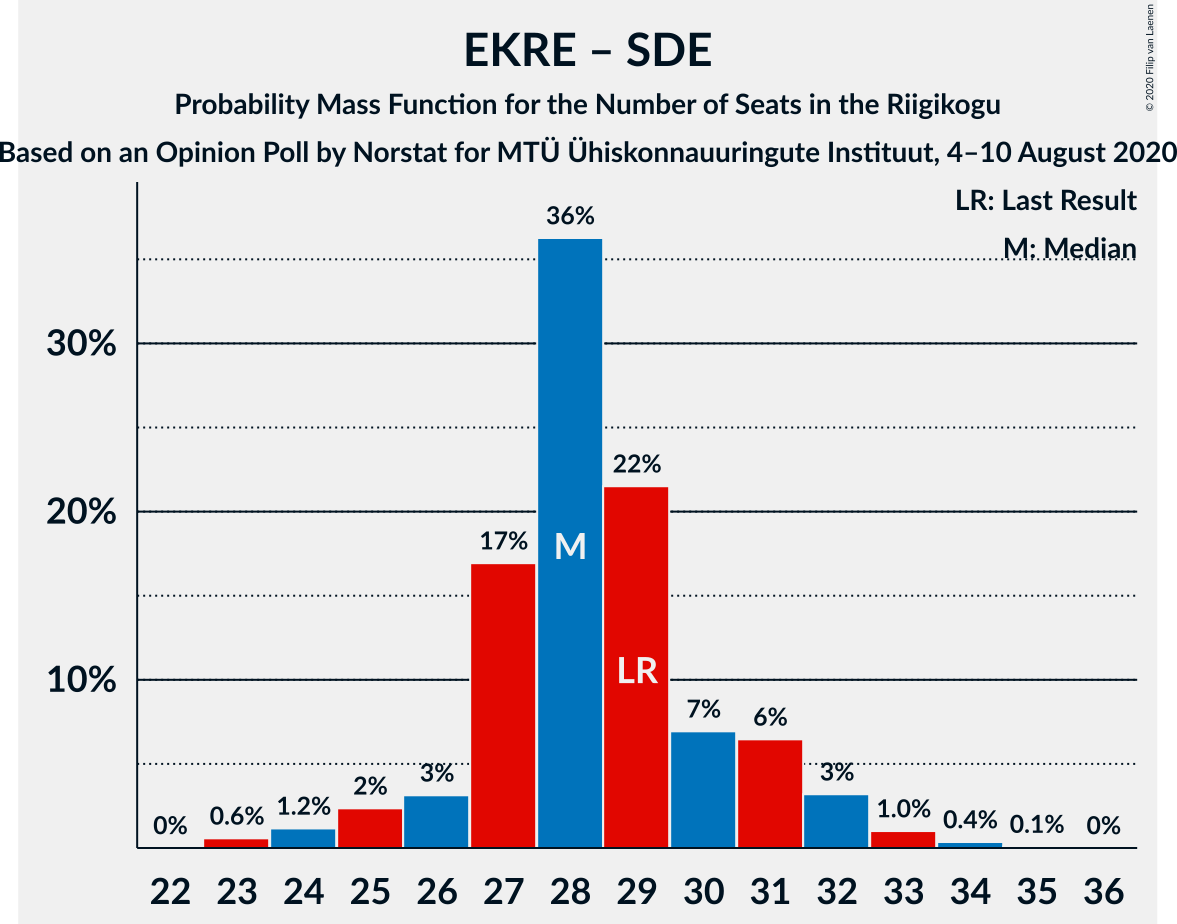 EKRE – SDE
Probability Mass Function for the Number of Seats in the Riigikogu
Based on an Opinion Poll by Norstat for MTÜ Ühiskonnauuringute Instituut, 4–10 August 2020
© 2020 Filip van Laenen
LR: Last Result
M: Median
30%
20%
10%
0%
0.6%
1.2%
2%
3%
17%
36%
22%
7%
6%
3%
1.0%
0.4%
0.1%
0%
M
LR
22 23 24 25 26 27 28 29 30 31 32 33 34 35 36